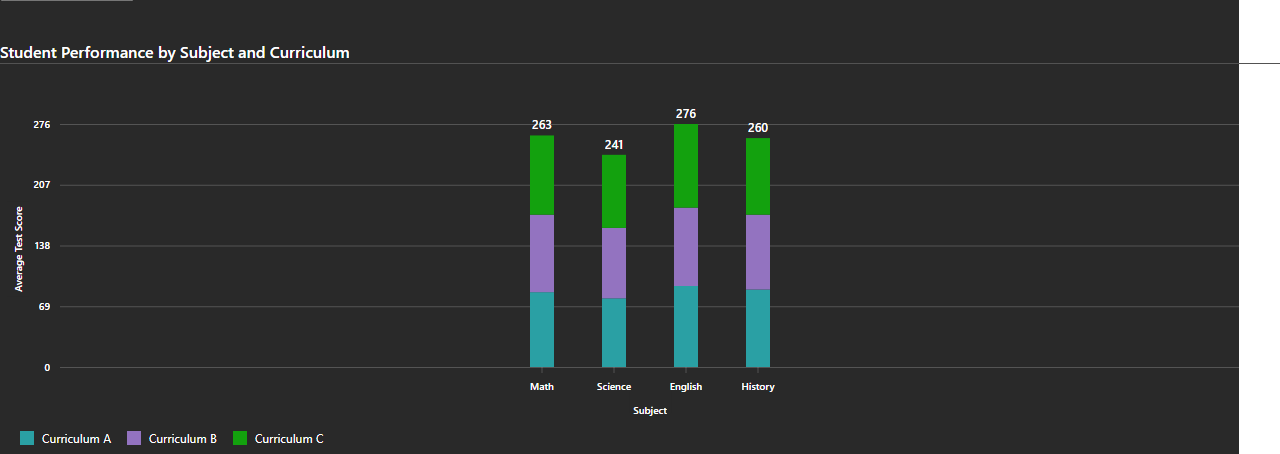 Student Performance by Subject and Curriculum
276
207
138
69
0
Average Test Score
263
241
276
260
Math
Science
English
History
Subject
Curriculum A
Curriculum B
Curriculum C